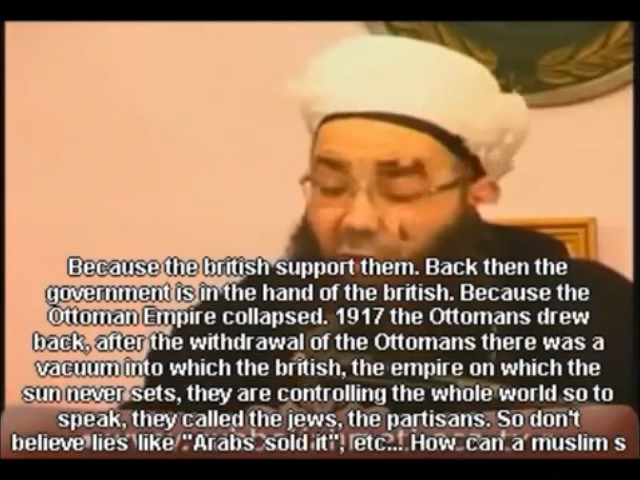 Because the british support them. Back then the
government is in the hand of the british. Because the
Ottoman Empire collapsed. 1917 the Ottomans drew
back, after the withdrawal of the Ottomans there was a
vacuum into which the british, the empire on which the
sun never sets, they are controlling the whole world so to
speak, they called the jews, the partisans. So don't
believe lies like "Arabs sold it", etc... How can a muslim s